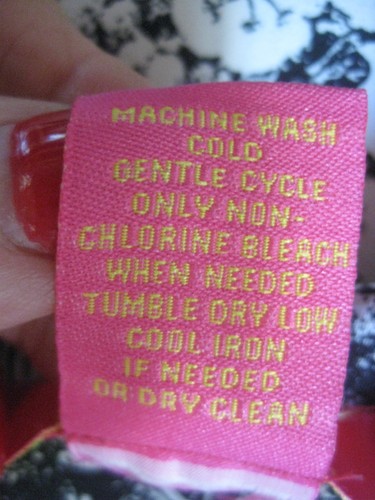 MACHINE WASH
COLD
GENTLE CYCLE
ONLY NON-
CHLORINE BLEACH
WHEN NEEDED
TUMBLE DRY LOW
COOL IRON
IF NEEDED
OR DRY CLEAN